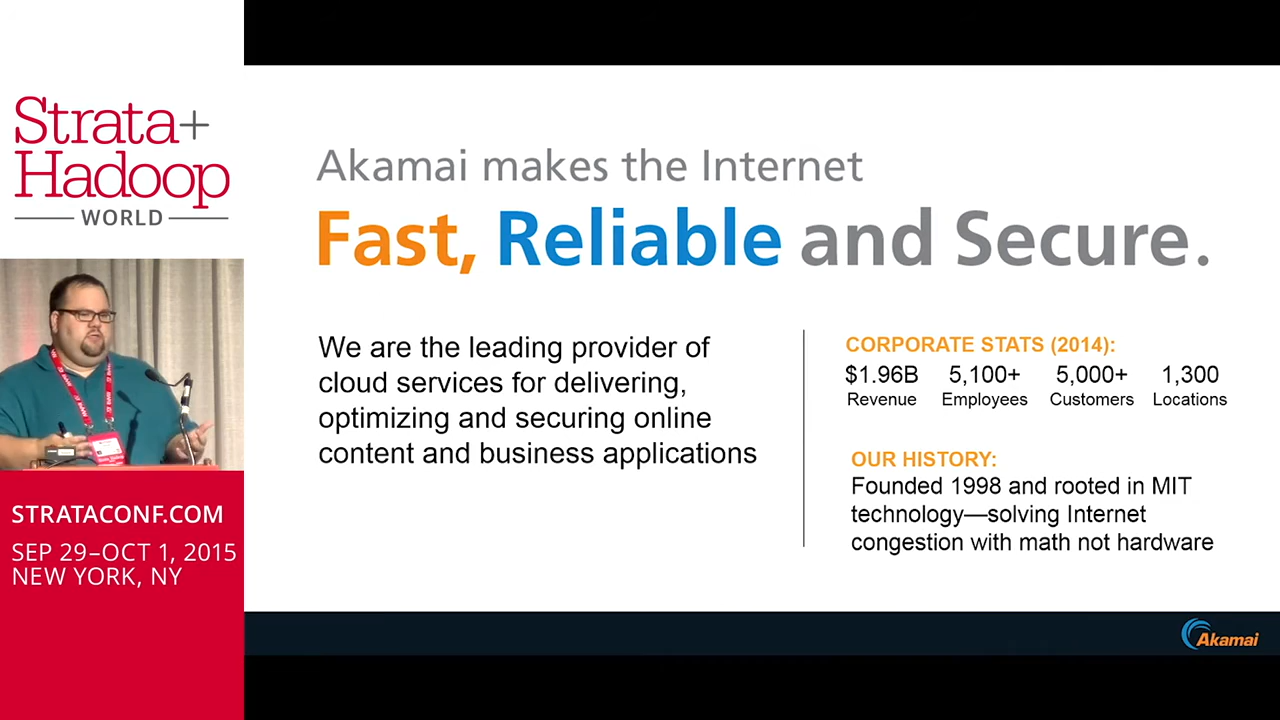 Strata+
Hadoop
WORLD
STRATACONF.COM
SEP 29–OCT 1, 2015
NEW YORK, NY
Akamai makes the Internet
Fast, Reliable and Secure.
We are the leading provider of
cloud services for delivering,
optimizing and securing online
content and business applications
CORPORATE STATS (2014):
$1.96B 5,100+ 5,000+ 1,300
Revenue Employees Customers Locations
OUR HISTORY:
Founded 1998 and rooted in MIT
technology—solving Internet
congestion with math not hardware
Akamai